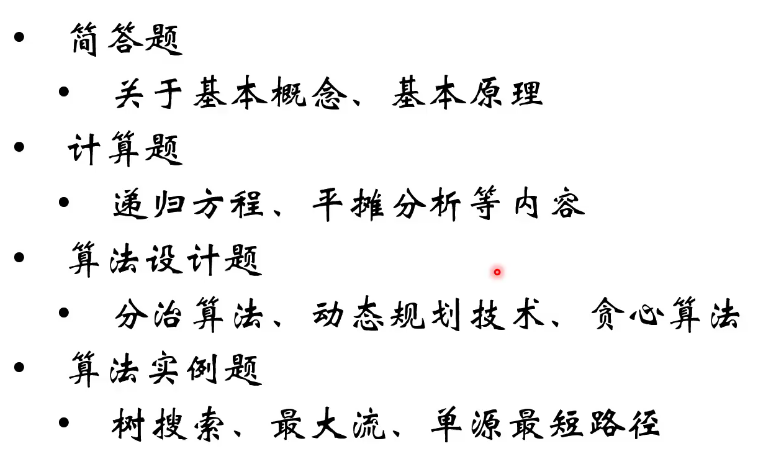 • 简答题
• 关于基本概念、基本原理
• 计算题
• 递归方程、平摊分析等内容
• 算法设计题
• 分治算法、动态规划技术、贪心算法
• 算法实例题
• 树搜索、最大流、单源最短路径